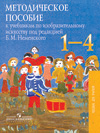 МЕТОДИЧЕСКОЕ ПОСОБИЕ
к учебникам по изобразительному
искусству под редакцией
Б. М. Неменского
1–4